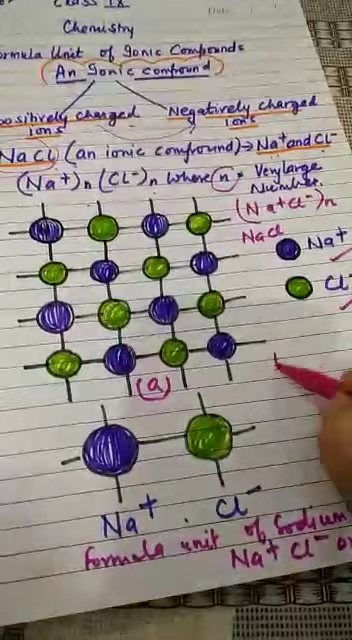 Class IX
Chemistry
Formula Unit of Ionic Compounds
An Ionic compound
positively charged ions
Negatively charged ions
NaCl (an ionic compound) → Na⁺ and Cl⁻
(Na⁺)n (Cl⁻)n where n = Very large Number.
(Na⁺Cl⁻)n
NaCl
Na⁺
Cl
(a)
Na⁺ . Cl⁻
Formula unit of Sodium
Na⁺ Cl⁻ or